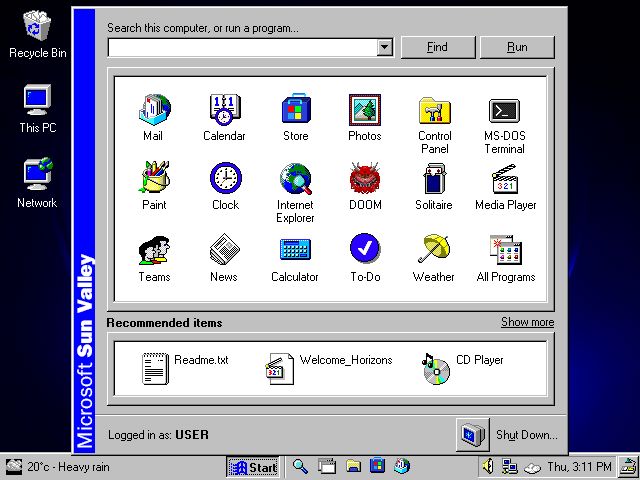 Recycle Bin
This PC
Network
Microsoft Sun Valley
Search this computer, or run a program...
Find
Run
Mail
Calendar
Store
Photos
Control
Panel
MS-DOS
Terminal
Paint
Clock
Internet
Explorer
DOOM
Solitaire
Media Player
321
Teams
News
Calculator
To-Do
Weather
All Programs
Recommended items
Show more
Readme.txt
321
Welcome_Horizons
CD Player
Logged in as: USER
Shut Down...
20°c - Heavy rain
Start
Thu, 3:11 PM